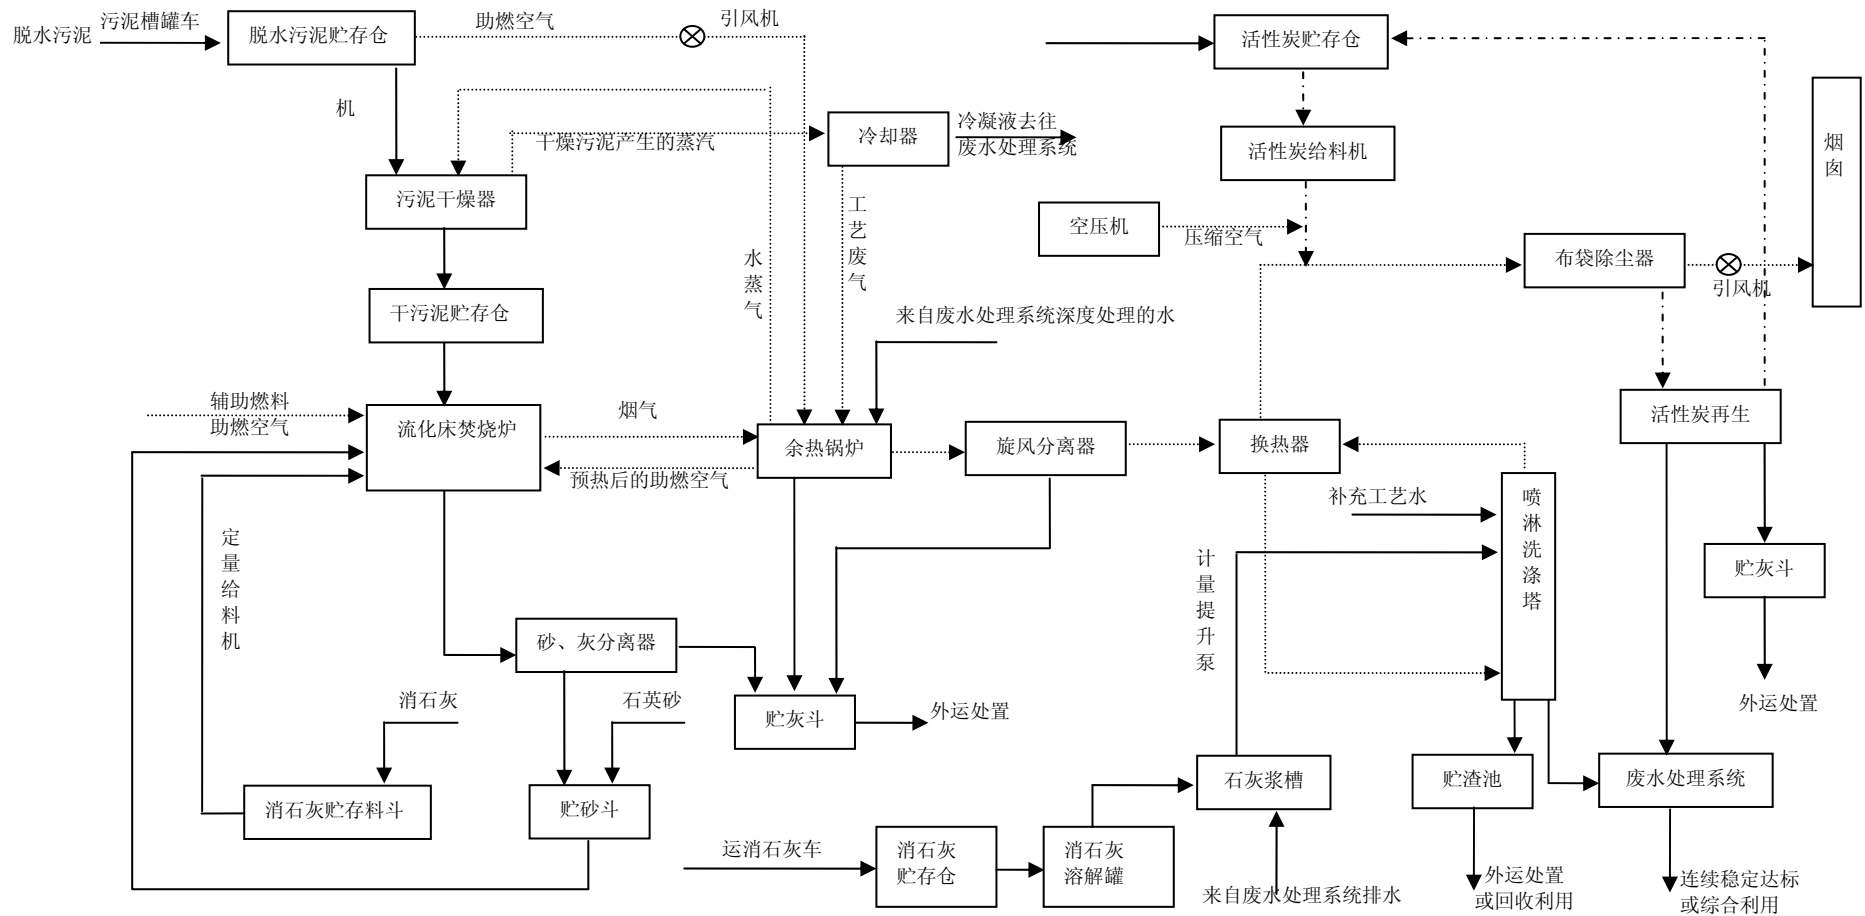 脱水污泥
污泥槽罐车
脱水污泥贮存仓
助燃空气
引风机
活性炭贮存仓
机
干燥污泥产生的蒸汽
冷却器
冷凝液去往
废水处理系统
活性炭给料机
烟
囱
污泥干燥器
工
艺
废
气
空压机
压缩空气
水
蒸
气
布袋除尘器
引风机
干污泥贮存仓
来自废水处理系统深度处理的水
辅助燃料
助燃空气
流化床焚烧炉
烟气
预热后的助燃空气
余热锅炉
旋风分离器
换热器
活性炭再生
补充工艺水
喷
淋
洗
涤
塔
定
量
给
料
机
计
量
提
升
泵
贮灰斗
砂、灰分离器
消石灰
石英砂
贮灰斗
外运处置
外运处置
消石灰贮存料斗
贮砂斗
石灰浆槽
贮渣池
废水处理系统
运消石灰车
消石灰
贮存仓
消石灰
溶解罐
来自废水处理系统排水
外运处置
或回收利用
连续稳定达标
或综合利用